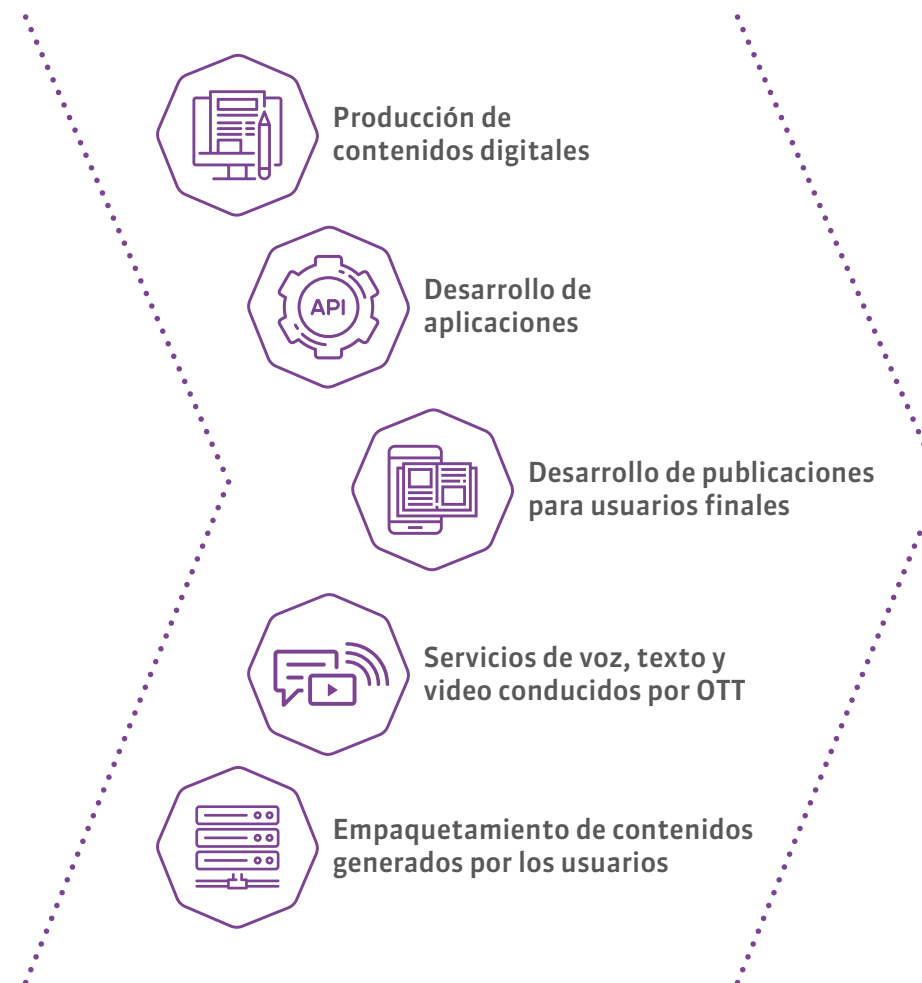 Producción de
contenidos digitales
API
Desarrollo de
aplicaciones
Desarrollo de publicaciones
para usuarios finales
Servicios de voz, texto y
video conducidos por OTT
Empaquetamiento de contenidos
generados por los usuarios